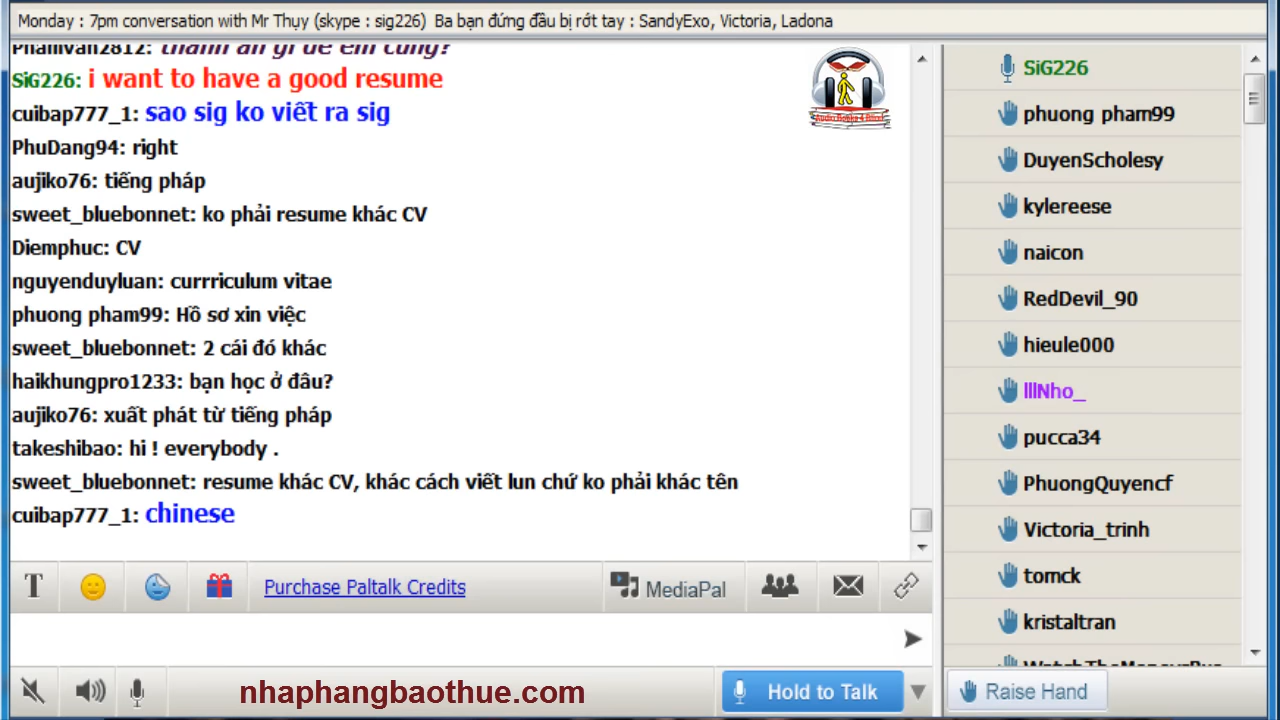 Monday : 7pm conversation with Mr Thụy (skype : sig226) Ba bạn đứng đầu bị rớt tay : SandyExo, Victoria, Ladona
SiG226: i want to have a good resume
cuibap777_1: sao sig ko viết ra sig
PhuDang94: right
aujiko76: tiếng pháp
sweet_bluebonnet: ko phải resume khác CV
Diemphuc: CV
nguyenduyluan: currriculum vitae
phuong pham99: Hồ sơ xin việc
sweet_bluebonnet: 2 cái đó khác
haikhungpro1233: bạn học ở đâu?
aujiko76: xuất phát từ tiếng pháp
takeshibao: hi ! everybody .
sweet_bluebonnet: resume khác CV, khác cách viết lun chứ ko phải khác tên
cuibap777_1: chinese
SiG226
phuong pham99
DuyenScholesy
kylereese
naicon
RedDevil_90
hieule000
lllNho_
pucca34
PhuongQuyencf
Victoria_trinh
tomck
kristaltran
T
Purchase Paltalk Credits
MediaPal
nhaphangbaothue.com
Hold to Talk
Raise Hand